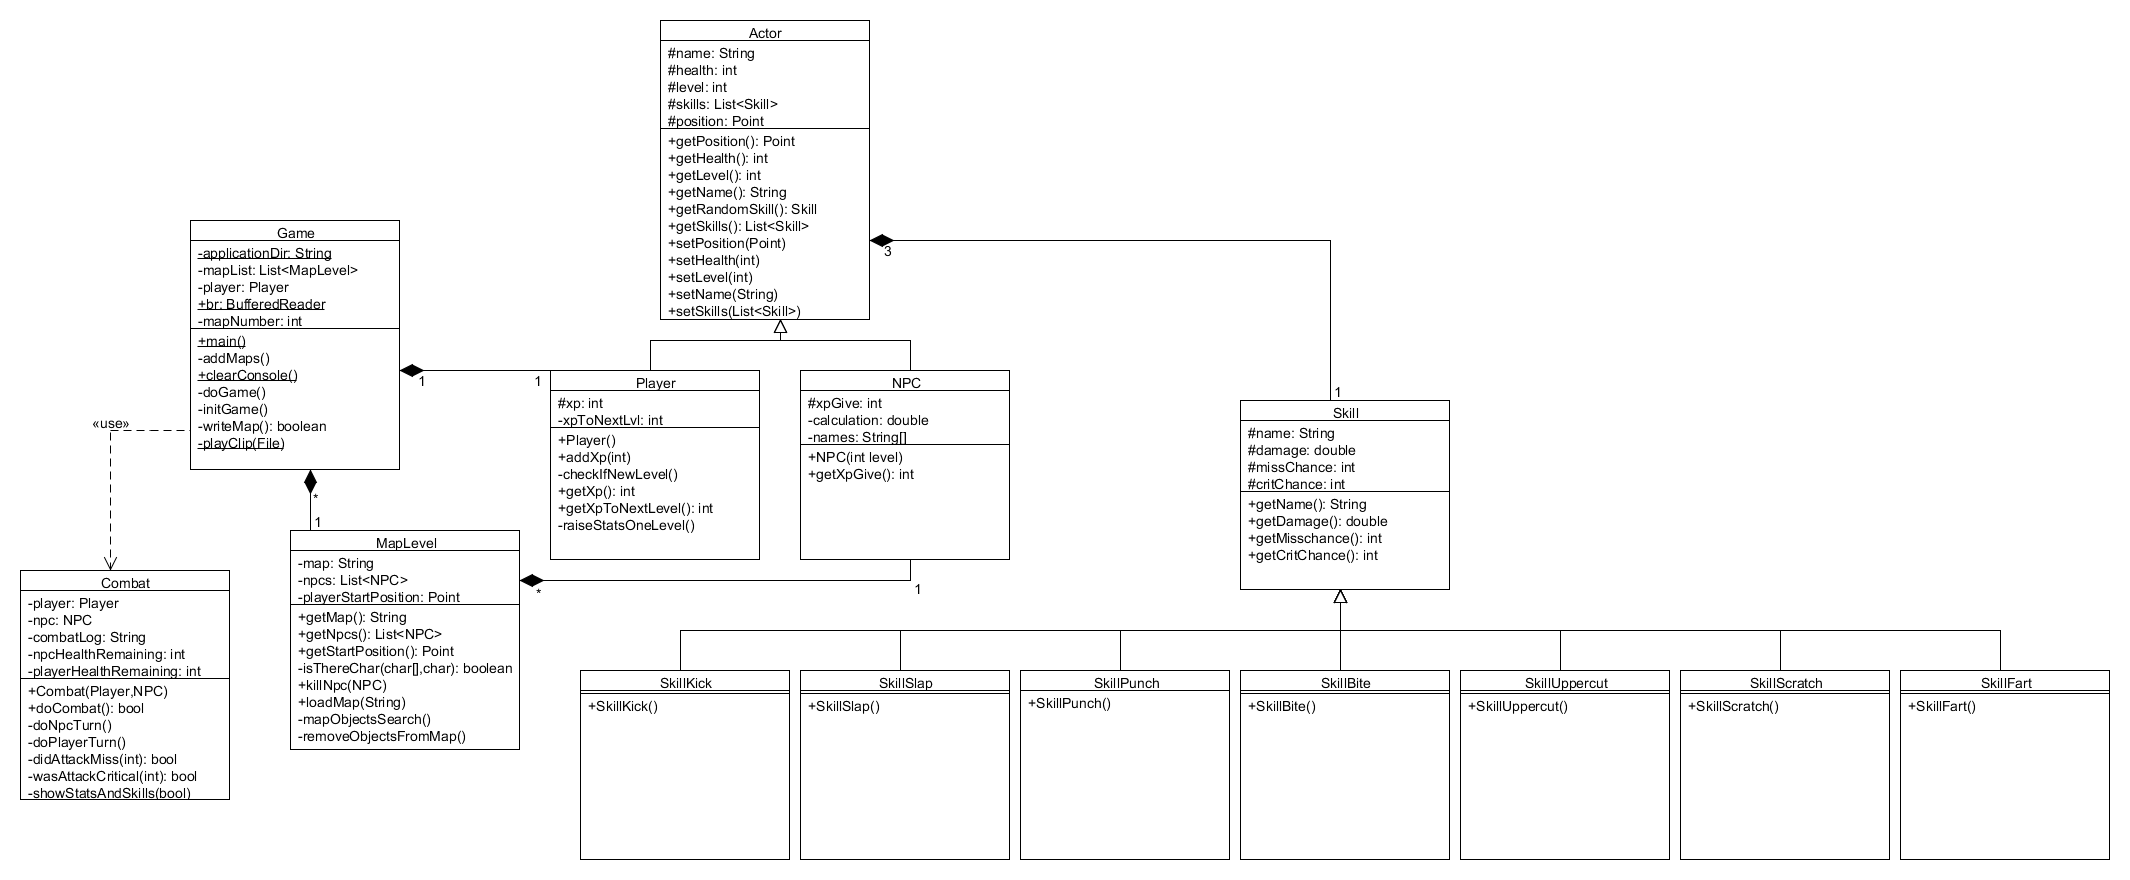 Actor
#name: String
#health: int
#level: int
#skills: List<Skill>
#position: Point
+getPosition(): Point
+getHealth(): int
+getLevel(): int
+getName(): String
+getRandomSkill(): Skill
+getSkills(): List<Skill>
+setPosition(Point)
+setHealth(int)
+setLevel(int)
+setName(String)
+setSkills(List<Skill>)
3
1
Game
-applicationDir: String
-mapList: List<MapLevel>
-player: Player
+br: BufferedReader
-mapNumber: int
+main()
-addMaps()
+clearConsole()
-doGame()
-initGame()
-writeMap(): boolean
-playClip(File)
1
1
«use»
*
1
Player
#xp: int
-xpToNextLvl: int
+Player()
+addXp(int)
-checkIfNewLevel()
+getXp(): int
+getXpToNextLevel(): int
-raiseStatsOneLevel()
NPC
#xpGive: int
-calculation: double
-names: String[]
+NPC(int level)
+getXpGive(): int
Skill
#name: String
#damage: double
#missChance: int
#critChance: int
+getName(): String
+getDamage(): double
+getMisschance(): int
+getCritChance(): int
MapLevel
-map: String
-npcs: List<NPC>
-playerStartPosition: Point
+getMap(): String
+getNpcs(): List<NPC>
+getStartPosition(): Point
-isThereChar(char[],char): boolean
+killNpc(NPC)
+loadMap(String)
-mapObjectsSearch()
-removeObjectsFromMap()
*
1
Combat
-player: Player
-npc: NPC
-combatLog: String
-npcHealthRemaining: int
-playerHealthRemaining: int
+Combat(Player,NPC)
+doCombat(): bool
-doNpcTurn()
-doPlayerTurn()
-didAttackMiss(int): bool
-wasAttackCritical(int): bool
-showStatsAndSkills(bool)
SkillKick
+SkillKick()
SkillSlap
+SkillSlap()
SkillPunch
+SkillPunch()
SkillBite
+SkillBite()
SkillUppercut
+SkillUppercut()
SkillScratch
+SkillScratch()
SkillFart
+SkillFart()